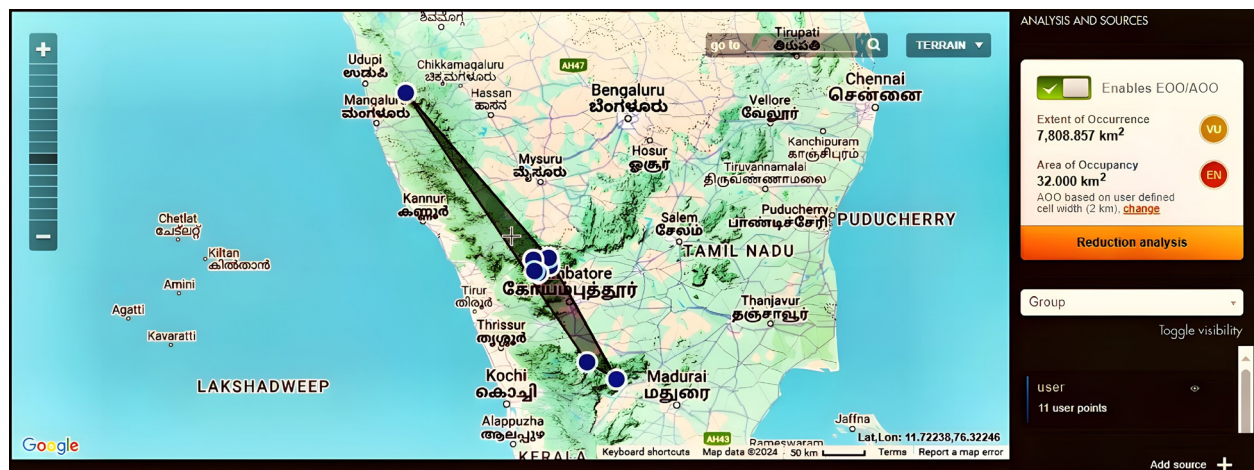 ಶಿವಮೊಗ್ಗ
Udupi
ಉಡುಪಿ
Chikkamagaluru
ಚಿಕ್ಕಮಗಳೂರು
Hassan
ಹಾಸನ
Mangaluru
ಮಂಗಳೂರು
AH47
Bengaluru
ಬೆಂಗಳೂರು
go to
Tirupati
తిరుపతి
TERRAIN
Chennai
சென்னை
Vellore
வேலூர்
Kanchipuram
காஞ்சிபுரம்
Hosur
ஓசூர்
Tiruvannamalai
திருவண்ணாமலை
Mysuru
ಮೈಸೂರು
Kannur
കണ്ണൂർ
Salem
சேலம்
Puducherry
பாண்டிச்சேரி
PUDUCHERRY
TAMIL NADU
Chetlat
ചേട്ലറ്റ്
Kiltan
കിൽതാൻ
Amini
Agatti
Kavaratti
LAKSHADWEEP
mbatore
கோயம்புத்தூர்
Tirur
തിരൂർ
Thanjavur
தஞ்சாவூர்
Thrissur
തൃശ്ശൂർ
Kochi
കൊച്ചി
Madurai
மதுரை
Alappuzha
ആലപ്പുഴ
KERALA
AH43
Rameswaram
Jaffna
Lat,Lon: 11.72238,76.32246
Google
Keyboard shortcuts
Map data ©2024
50 km
Terms
Report a map error
ANALYSIS AND SOURCES
Enables EOO/AOO
Extent of Occurrence
7,808.857 km²
VU
Area of Occupancy
32.000 km²
EN
AOO based on user defined
cell width (2 km), change
Reduction analysis
Group
Toggle visibility
user
11 user points
Add source